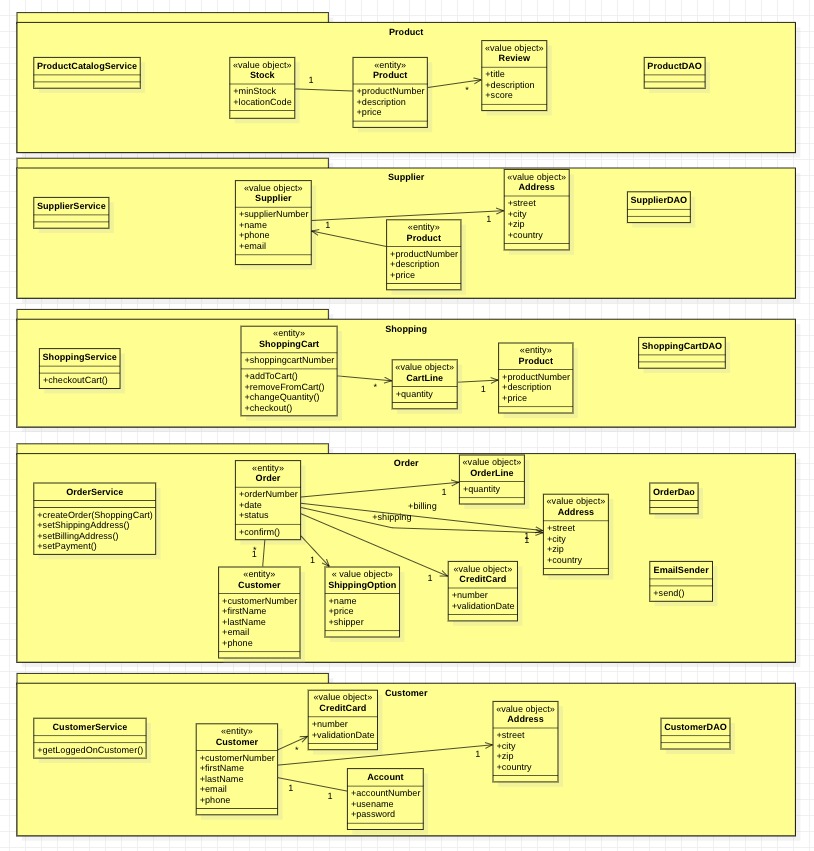 Product
ProductCatalogService
«value object»
Stock
+minStock
+locationCode
1
«entity»
Product
+productNumber
+description
+price
*
«value object»
Review
+title
+description
+score
ProductDAO
Supplier
SupplierService
«value object»
Supplier
+supplierNumber
+name
+phone
+email
1
«entity»
Product
+productNumber
+description
+price
1
«value object»
Address
+street
+city
+zip
+country
SupplierDAO
Shopping
ShoppingService
+checkoutCart()
«entity»
ShoppingCart
+shoppingcartNumber
+addToCart()
+removeFromCart()
+changeQuantity()
+checkout()
*
«value object»
CartLine
+quantity
1
«entity»
Product
+productNumber
+description
+price
ShoppingCartDAO
Order
OrderService
+createOrder(ShoppingCart)
+setShippingAddress()
+setBillingAddress()
+setPayment()
«entity»
Order
+orderNumber
+date
+status
+confirm()
1
«value object»
OrderLine
+quantity
+billing
+shipping
1
1
«value object»
Address
+street
+city
+zip
+country
OrderDao
*
1
«entity»
Customer
+customerNumber
+firstName
+lastName
+email
+phone
1
« value object»
ShippingOption
+name
+price
+shipper
1
«value object»
CreditCard
+number
+validationDate
EmailSender
+send()
Customer
CustomerService
+getLoggedOnCustomer()
«entity»
Customer
+customerNumber
+firstName
+lastName
+email
+phone
*
«value object»
CreditCard
+number
+validationDate
1
1
Account
+accountNumber
+usename
+password
1
«value object»
Address
+street
+city
+zip
+country
CustomerDAO